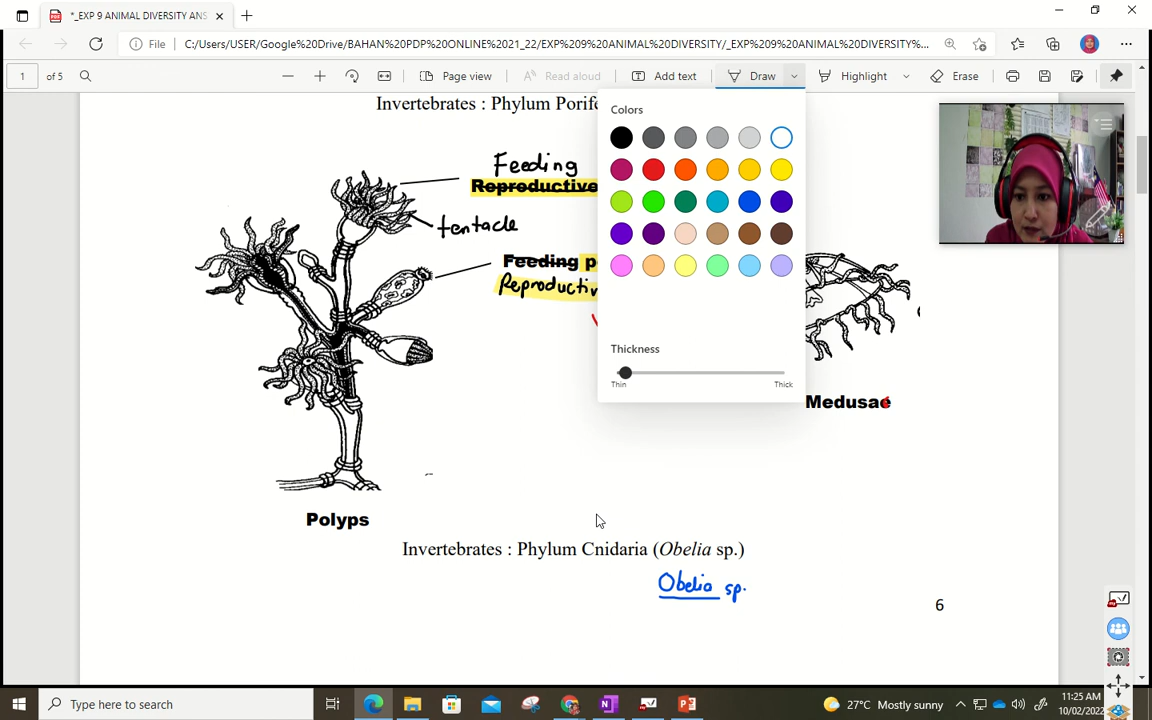 *_EXP 9 ANIMAL DIVERSITY ANS
File
C:/Users/USER/Google%20Drive/BAHAN%20PDP%20ONLINE%202021_22/EXP%209%20ANIMAL%20DIVERSITY/_EXP%209%20ANIMAL%20DIVERSITY%...
1 of 5
Page view
Read aloud
Add text
Draw
Highlight
Erase
Invertebrates : Phylum Porife
Colors
Feeding
Reproductive
tentacle
Feeding p
Reproductiv
Thickness
Thin
Thick
Medusae
Polyps
Invertebrates : Phylum Cnidaria (Obelia sp.)
Obelia sp.
6
Type here to search
27°C Mostly sunny
11:25 AM
10/02/2022